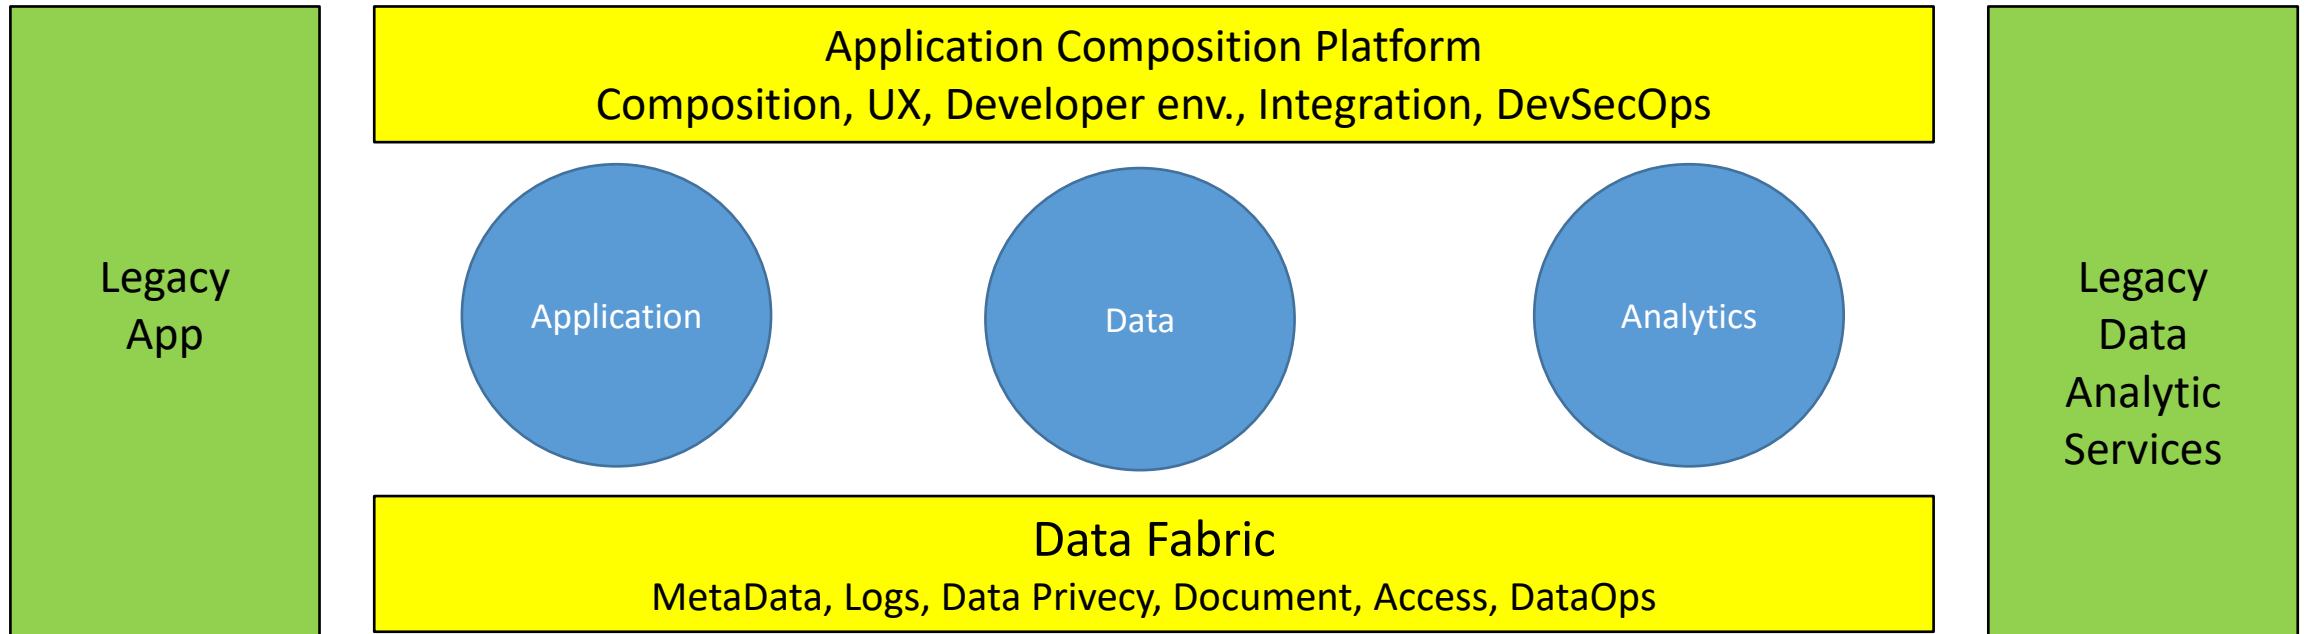 Application Composition Platform
Composition, UX, Developer env., Integration, DevSecOps
Legacy
App
Application
Data
Analytics
Legacy
Data
Analytic
Services
Data Fabric
MetaData, Logs, Data Privecy, Document, Access, DataOps